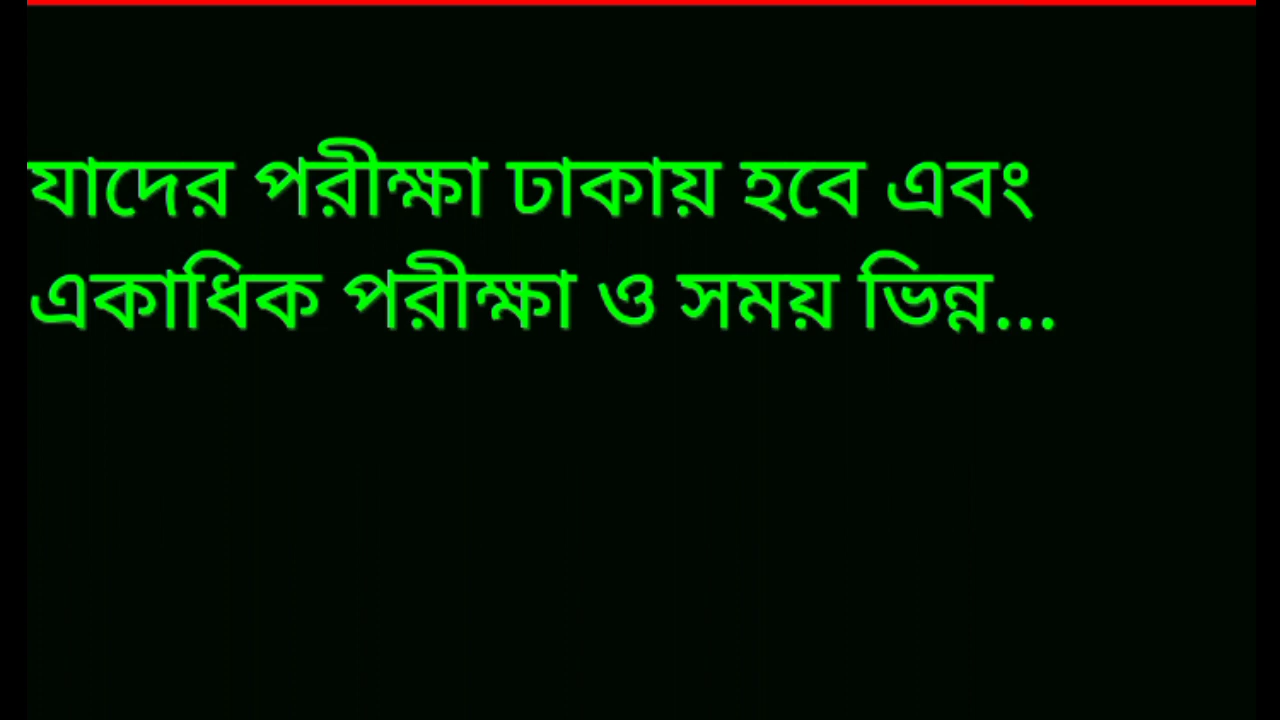 যাদের পরীক্ষা ঢাকায় হবে এবং
একাধিক পরীক্ষা ও সময় ভিন্ন...